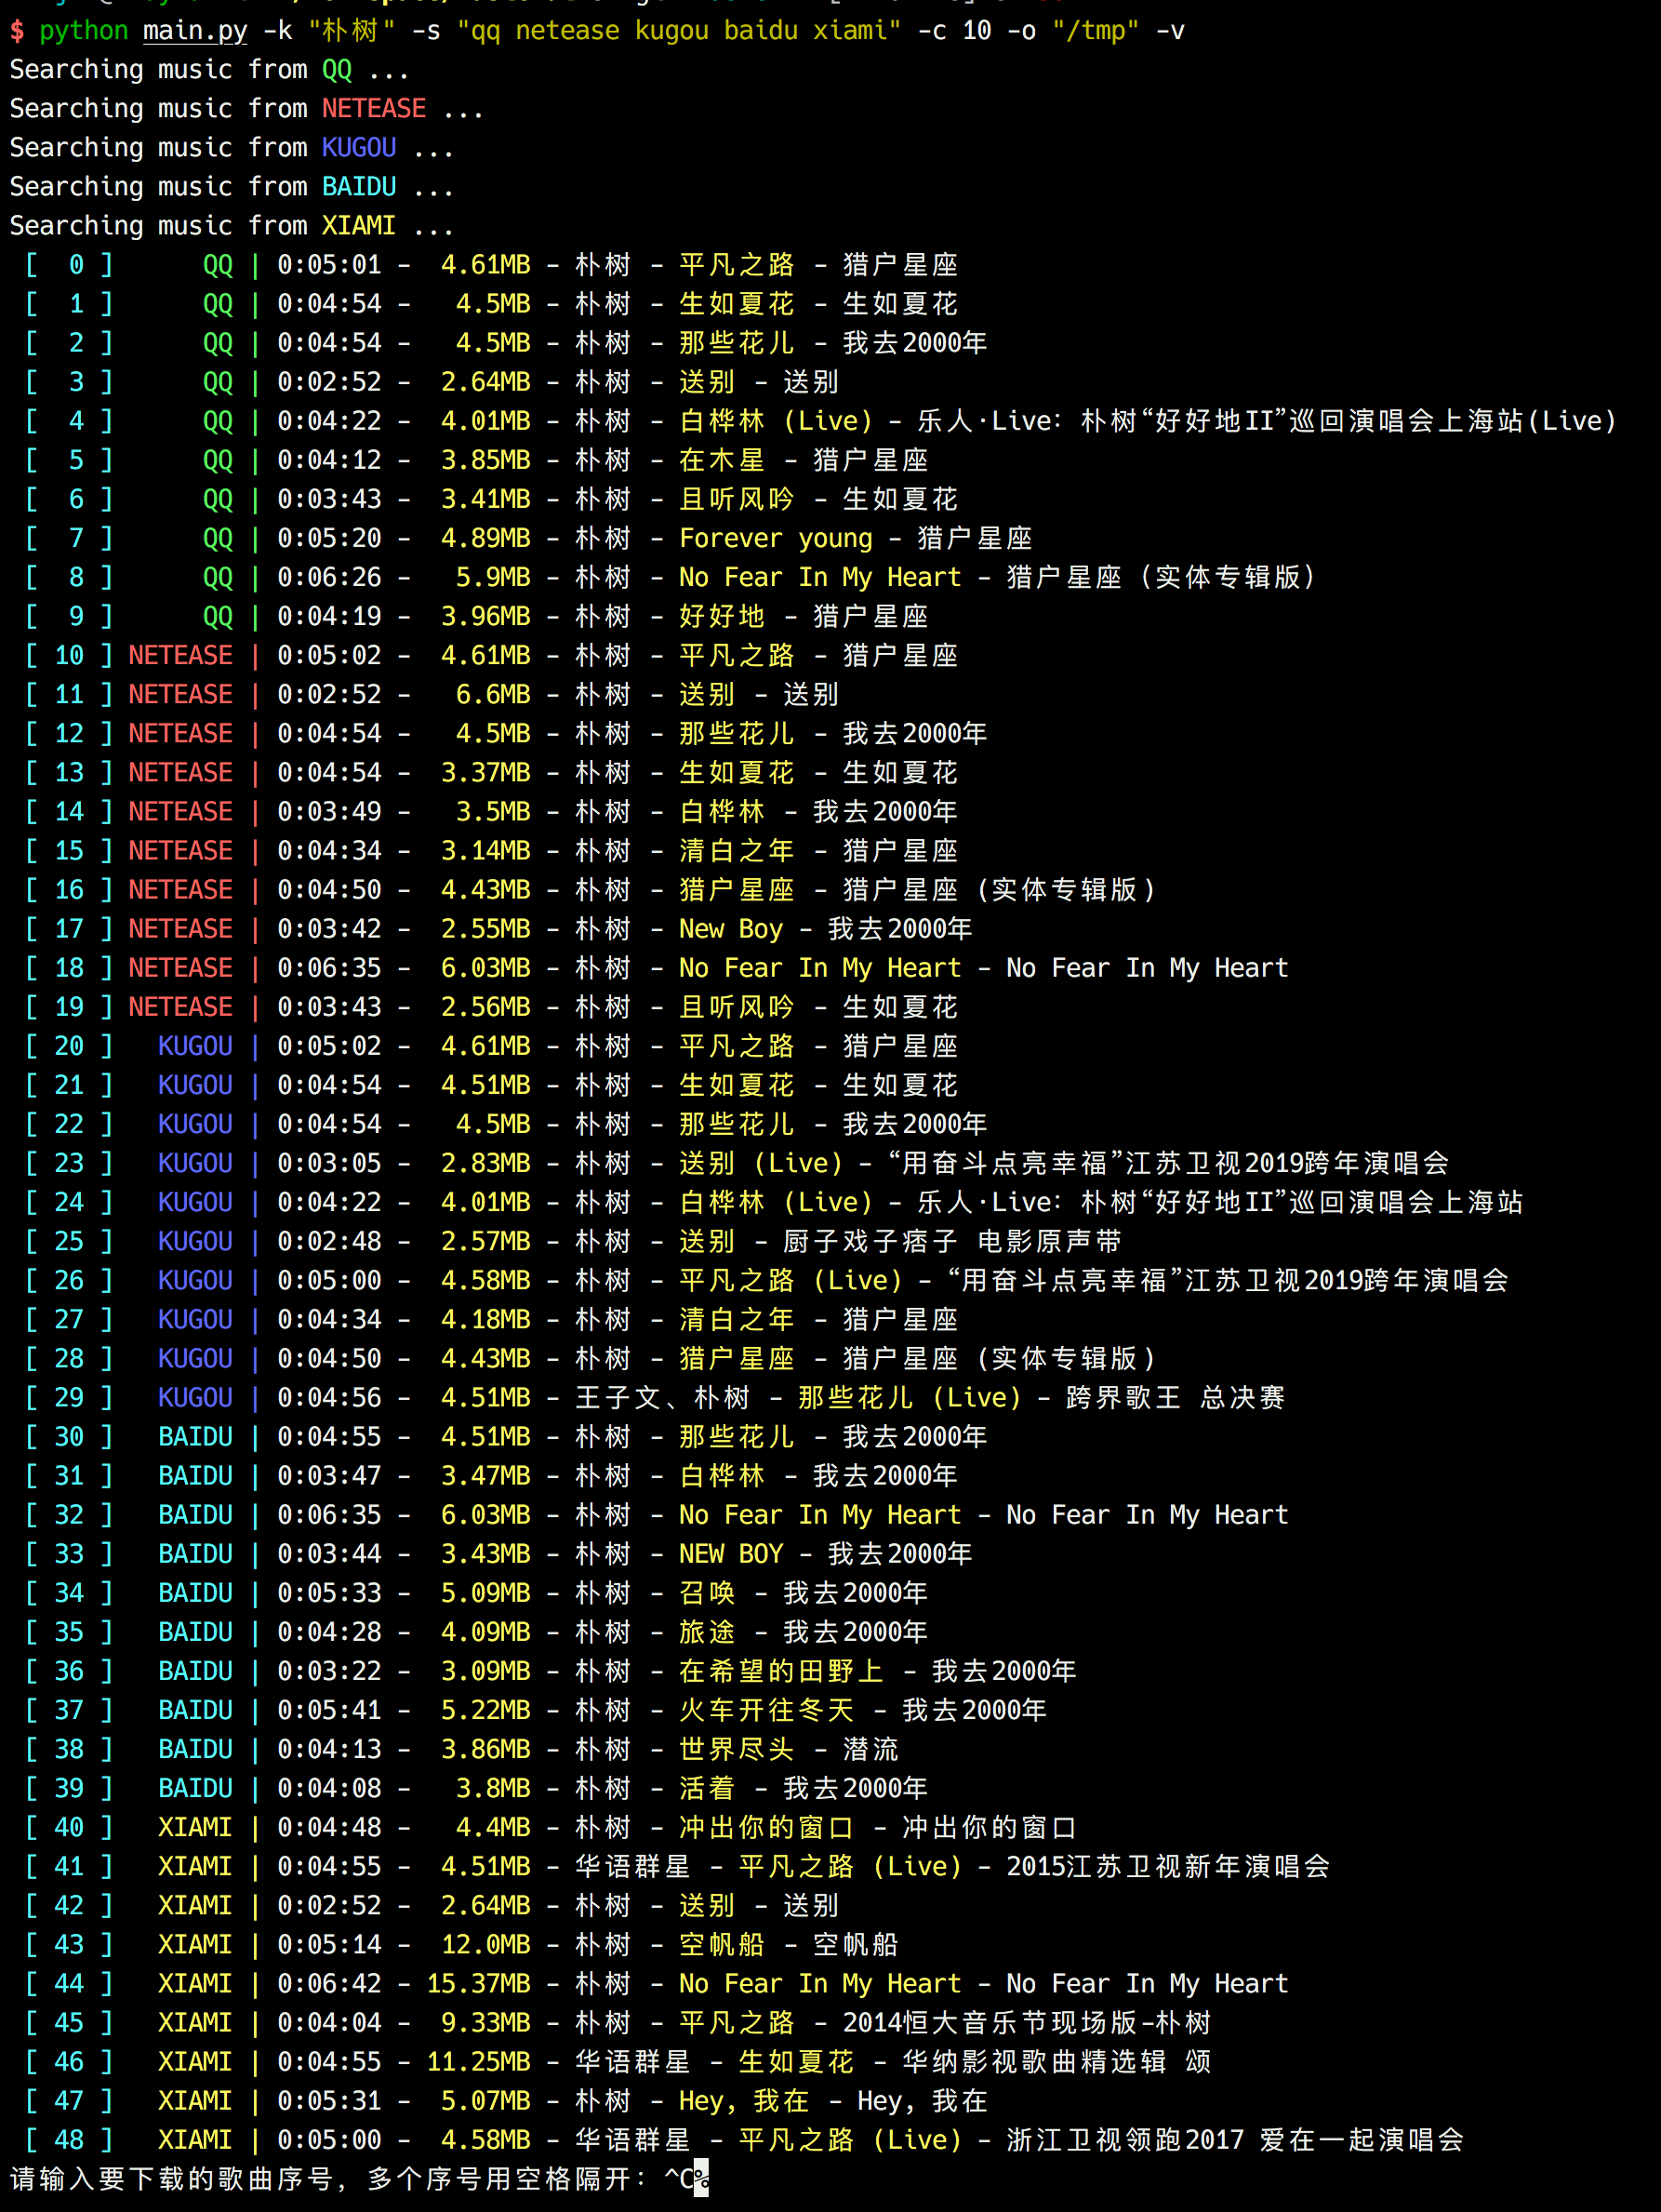 $ python main.py -k "朴树" -s "qq netease kugou baidu xiami" -c 10 -o "/tmp" -v
Searching music from QQ ...
Searching music from NETEASE ...
Searching music from KUGOU ...
Searching music from BAIDU ...
Searching music from XIAMI ...
[ 0 ] QQ | 0:05:01 - 4.61MB - 朴树 - 平凡之路 - 猎户星座
[ 1 ] QQ | 0:04:54 - 4.5MB - 朴树 - 生如夏花 - 生如夏花
[ 2 ] QQ | 0:04:54 - 4.5MB - 朴树 - 那些花儿 - 我去2000年
[ 3 ] QQ | 0:02:52 - 2.64MB - 朴树 - 送别 - 送别
[ 4 ] QQ | 0:04:22 - 4.01MB - 朴树 - 白桦林 (Live) - 乐人·Live: 朴树“好好地II”巡回演唱会上海站(Live)
[ 5 ] QQ | 0:04:12 - 3.85MB - 朴树 - 在木星 - 猎户星座
[ 6 ] QQ | 0:03:43 - 3.41MB - 朴树 - 且听风吟 - 生如夏花
[ 7 ] QQ | 0:05:20 - 4.89MB - 朴树 - Forever young - 猎户星座
[ 8 ] QQ | 0:06:26 - 5.9MB - 朴树 - No Fear In My Heart - 猎户星座（实体专辑版）
[ 9 ] QQ | 0:04:19 - 3.96MB - 朴树 - 好好地 - 猎户星座
[ 10 ] NETEASE | 0:05:02 - 4.61MB - 朴树 - 平凡之路 - 猎户星座
[ 11 ] NETEASE | 0:02:52 - 6.6MB - 朴树 - 送别 - 送别
[ 12 ] NETEASE | 0:04:54 - 4.5MB - 朴树 - 那些花儿 - 我去2000年
[ 13 ] NETEASE | 0:04:54 - 3.37MB - 朴树 - 生如夏花 - 生如夏花
[ 14 ] NETEASE | 0:03:49 - 3.5MB - 朴树 - 白桦林 - 我去2000年
[ 15 ] NETEASE | 0:04:34 - 3.14MB - 朴树 - 清白之年 - 猎户星座
[ 16 ] NETEASE | 0:04:50 - 4.43MB - 朴树 - 猎户星座 - 猎户星座 (实体专辑版)
[ 17 ] NETEASE | 0:03:42 - 2.55MB - 朴树 - New Boy - 我去2000年
[ 18 ] NETEASE | 0:06:35 - 6.03MB - 朴树 - No Fear In My Heart - No Fear In My Heart
[ 19 ] NETEASE | 0:03:43 - 2.56MB - 朴树 - 且听风吟 - 生如夏花
[ 20 ] KUGOU | 0:05:02 - 4.61MB - 朴树 - 平凡之路 - 猎户星座
[ 21 ] KUGOU | 0:04:54 - 4.51MB - 朴树 - 生如夏花 - 生如夏花
[ 22 ] KUGOU | 0:04:54 - 4.5MB - 朴树 - 那些花儿 - 我去2000年
[ 23 ] KUGOU | 0:03:05 - 2.83MB - 朴树 - 送别 (Live) - “用奋斗点亮幸福”江苏卫视2019跨年演唱会
[ 24 ] KUGOU | 0:04:22 - 4.01MB - 朴树 - 白桦林 (Live) - 乐人·Live: 朴树“好好地II”巡回演唱会上海站
[ 25 ] KUGOU | 0:02:48 - 2.57MB - 朴树 - 送别 - 厨子戏子痞子 电影原声带
[ 26 ] KUGOU | 0:05:00 - 4.58MB - 朴树 - 平凡之路 (Live) - “用奋斗点亮幸福”江苏卫视2019跨年演唱会
[ 27 ] KUGOU | 0:04:34 - 4.18MB - 朴树 - 清白之年 - 猎户星座
[ 28 ] KUGOU | 0:04:50 - 4.43MB - 朴树 - 猎户星座 - 猎户星座 (实体专辑版)
[ 29 ] KUGOU | 0:04:56 - 4.51MB - 王子文、朴树 - 那些花儿 (Live) - 跨界歌王 总决赛
[ 30 ] BAIDU | 0:04:55 - 4.51MB - 朴树 - 那些花儿 - 我去2000年
[ 31 ] BAIDU | 0:03:47 - 3.47MB - 朴树 - 白桦林 - 我去2000年
[ 32 ] BAIDU | 0:06:35 - 6.03MB - 朴树 - No Fear In My Heart - No Fear In My Heart
[ 33 ] BAIDU | 0:03:44 - 3.43MB - 朴树 - NEW BOY - 我去2000年
[ 34 ] BAIDU | 0:05:33 - 5.09MB - 朴树 - 召唤 - 我去2000年
[ 35 ] BAIDU | 0:04:28 - 4.09MB - 朴树 - 旅途 - 我去2000年
[ 36 ] BAIDU | 0:03:22 - 3.09MB - 朴树 - 在希望的田野上 - 我去2000年
[ 37 ] BAIDU | 0:05:41 - 5.22MB - 朴树 - 火车开往冬天 - 我去2000年
[ 38 ] BAIDU | 0:04:13 - 3.86MB - 朴树 - 世界尽头 - 潜流
[ 39 ] BAIDU | 0:04:08 - 3.8MB - 朴树 - 活着 - 我去2000年
[ 40 ] XIAMI | 0:04:48 - 4.4MB - 朴树 - 冲出你的窗口 - 冲出你的窗口
[ 41 ] XIAMI | 0:04:55 - 4.51MB - 华语群星 - 平凡之路 (Live) - 2015江苏卫视新年演唱会
[ 42 ] XIAMI | 0:02:52 - 2.64MB - 朴树 - 送别 - 送别
[ 43 ] XIAMI | 0:05:14 - 12.0MB - 朴树 - 空帆船 - 空帆船
[ 44 ] XIAMI | 0:06:42 - 15.37MB - 朴树 - No Fear In My Heart - No Fear In My Heart
[ 45 ] XIAMI | 0:04:04 - 9.33MB - 朴树 - 平凡之路 - 2014恒大音乐节现场版-朴树
[ 46 ] XIAMI | 0:04:55 - 11.25MB - 华语群星 - 生如夏花 - 华纳影视歌曲精选辑 颂
[ 47 ] XIAMI | 0:05:31 - 5.07MB - 朴树 - Hey, 我在 - Hey, 我在
[ 48 ] XIAMI | 0:05:00 - 4.58MB - 华语群星 - 平凡之路 (Live) - 浙江卫视领跑2017 爱在一起演唱会
请输入要下载的歌曲序号, 多个序号用空格隔开: ^C%